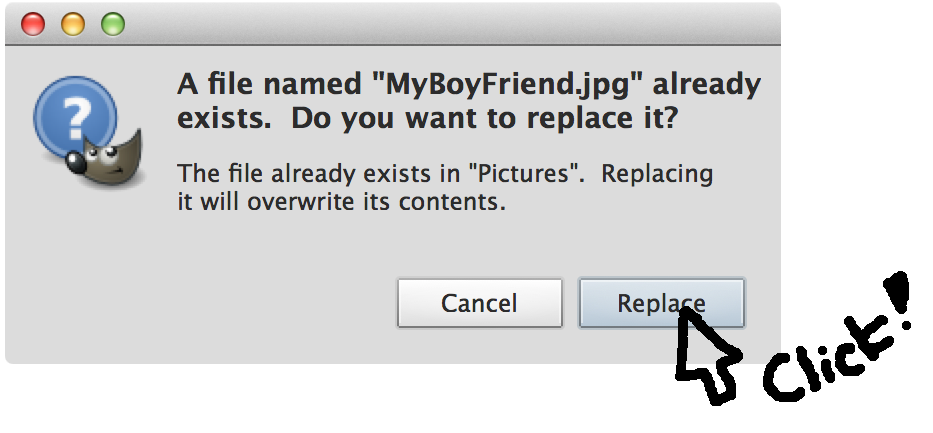 A file named "MyBoyFriend.jpg" already
exists.  Do you want to replace it?
The file already exists in "Pictures".  Replacing
it will overwrite its contents.
Cancel
Replace
Click!